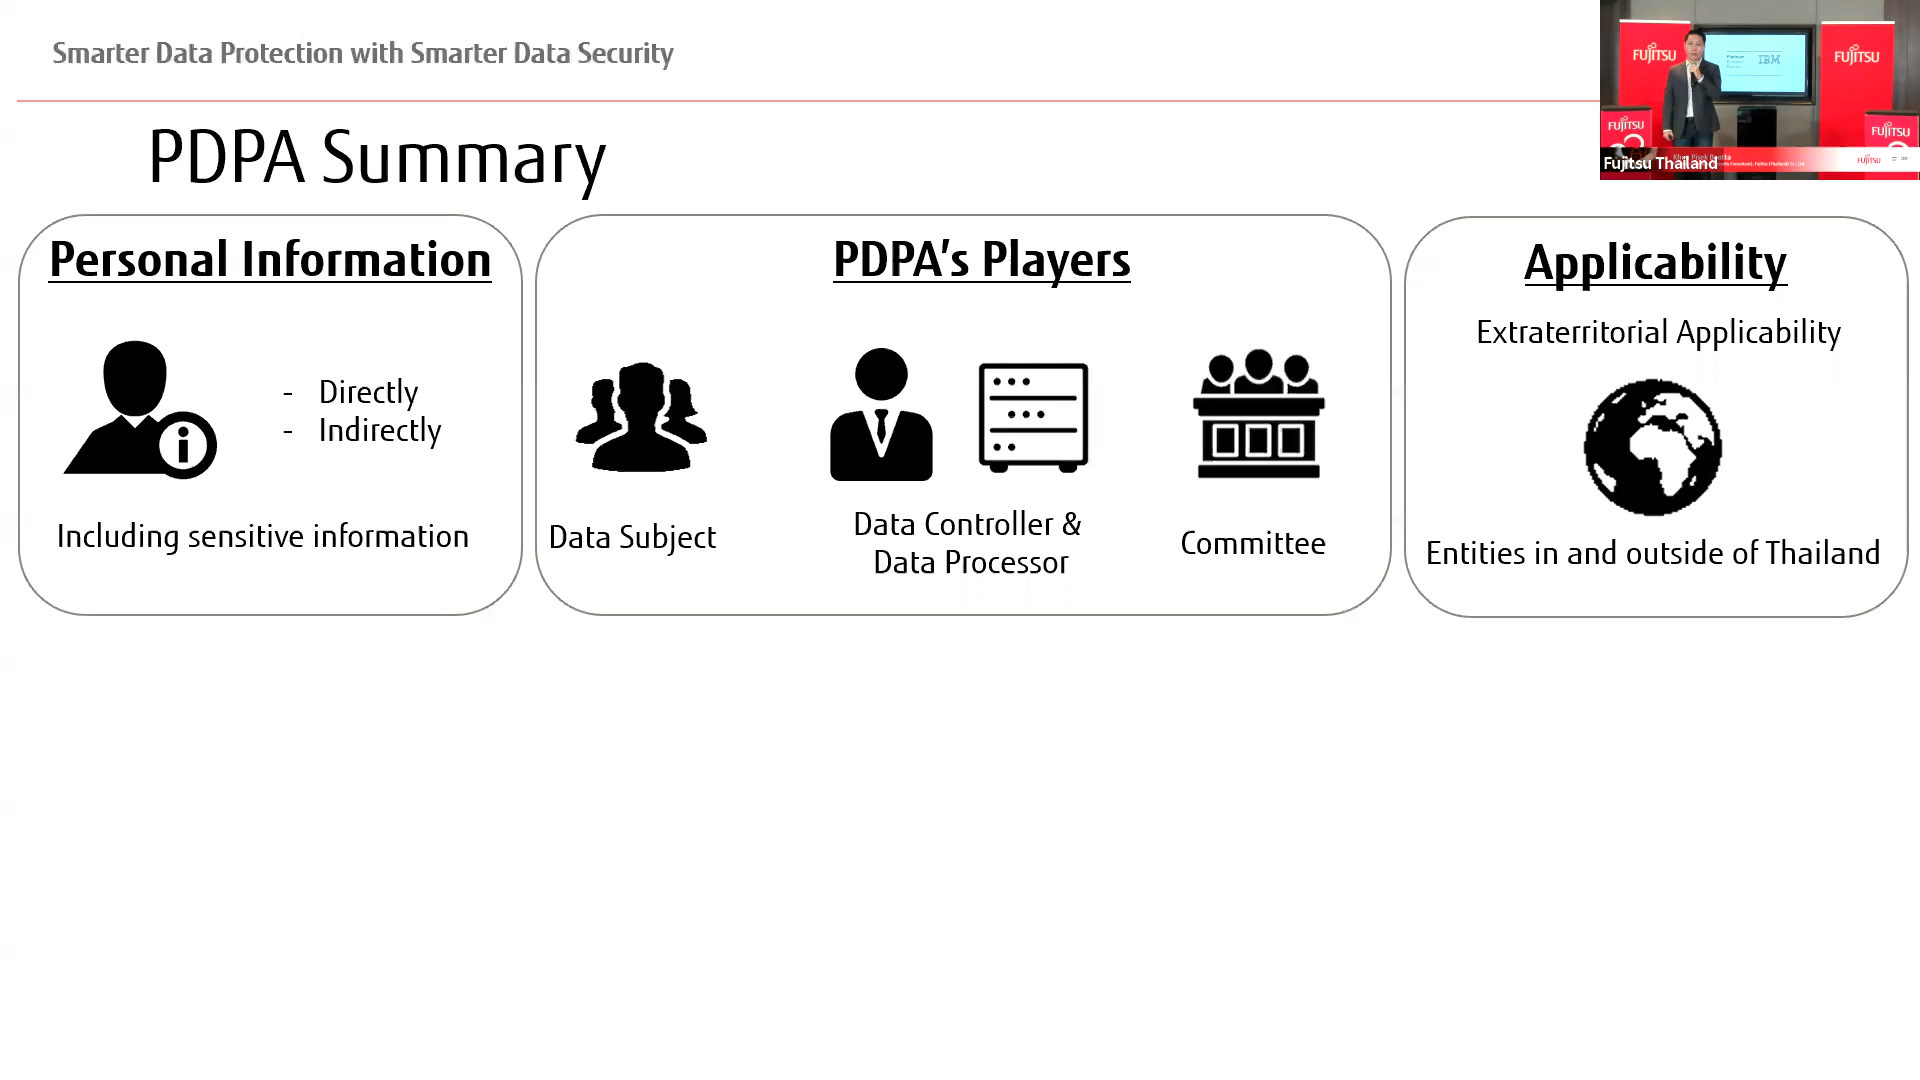 Smarter Data Protection with Smarter Data Security
FUJITSU
IBM
FUJITSU
FUJITSU
FUJITSU
Fujitsu Thailand
FUJITSU
PDPA Summary
Personal Information
- Directly
- Indirectly
Including sensitive information
PDPA's Players
Data Subject
Data Controller &
Data Processor
Committee
Applicability
Extraterritorial Applicability
Entities in and outside of Thailand